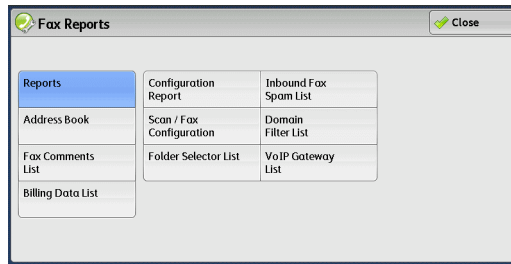 Fax Reports
Close
Reports
Address Book
Fax Comments
List
Billing Data List
Configuration
Report
Scan / Fax
Configuration
Folder Selector List
Inbound Fax
Spam List
Domain
Filter List
VoIP Gateway
List